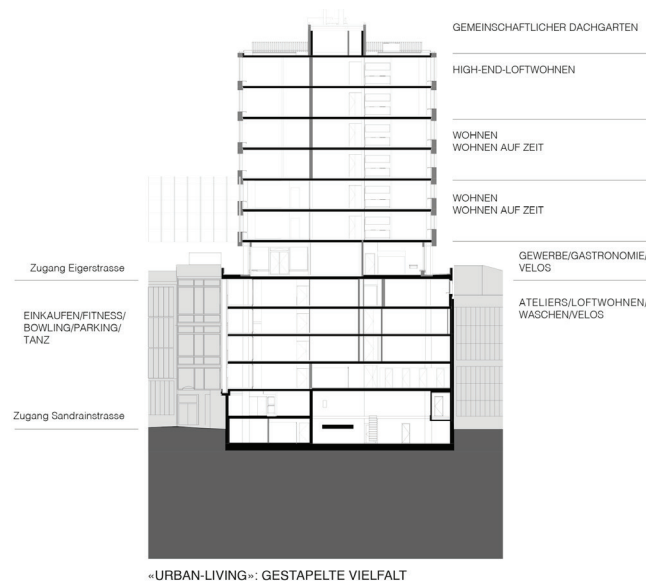 GEMEINSCHAFTLICHER DACHGARTEN
HIGH-END-LOFTWOHNEN
WOHNEN
WOHNEN AUF ZEIT
WOHNEN
WOHNEN AUF ZEIT
Zugang Eigerstrasse
GEWERBE/GASTRONOMIE/
VELOS
EINKAUFEN/FITNESS/
BOWLING/PARKING/
TANZ
ATELIERS/LOFTWOHNEN/
WASCHEN/VELOS
Zugang Sandrainstrasse
«URBAN-LIVING»: GESTAPELTE VIELFALT